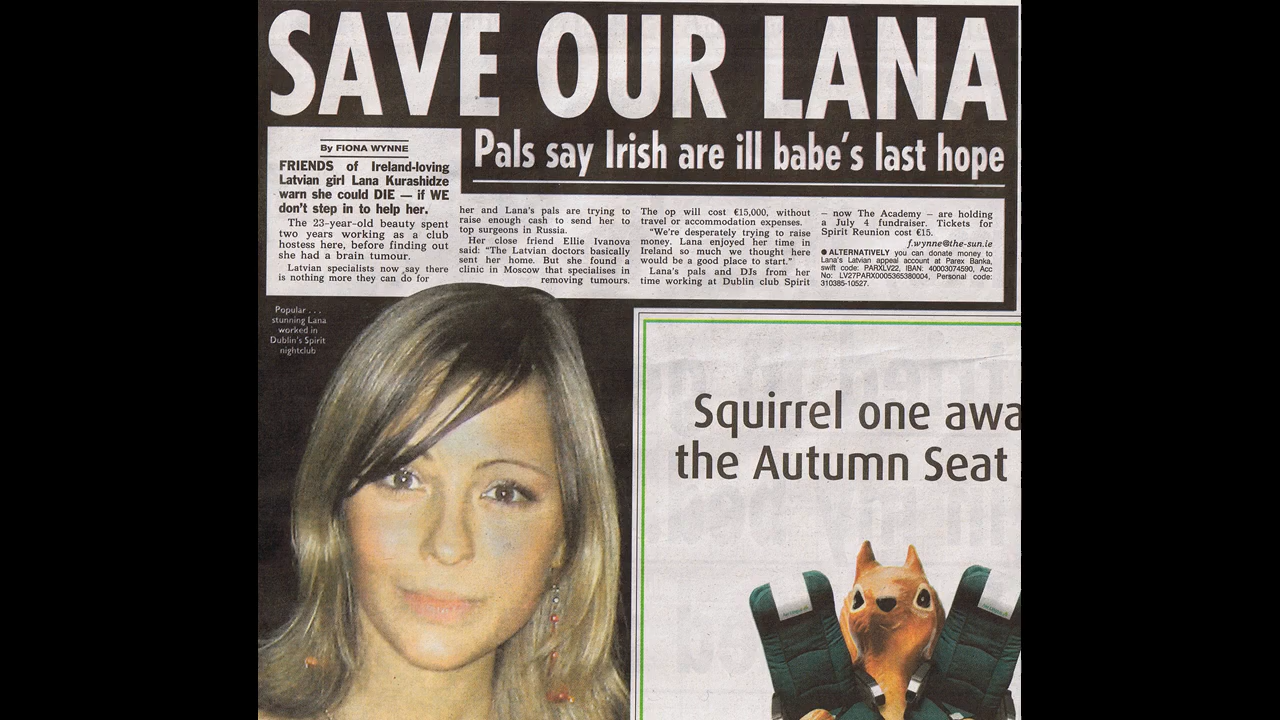 SAVE OUR LANA
Pals say Irish are ill babe's last hope
By FIONA WYNNE
FRIENDS of Ireland-loving
Latvian girl Lana Kurashidze
warn she could DIE — if WE
don't step in to help her.
The 23-year-old beauty spent
two years working as a club
hostess here, before finding out
she had a brain tumour.
Latvian specialists now say there
is nothing more they can do for
her and Lana's pals are trying to
raise enough cash to send her to
top surgeons in Russia.
Her close friend Ellie Ivanova
said: "The Latvian doctors basically
sent her home. But she found a
clinic in Moscow that specialises in
removing tumours.
The op will cost €15,000, without
travel or accommodation expenses.
"We're desperately trying to raise
money. Lana enjoyed her time in
Ireland so much we thought here
would be a good place to start."
Lana's pals and DJs from her
time working at Dublin club Spirit
— now The Academy — are holding
a July 4 fundraiser. Tickets for
Spirit Reunion cost €15.
f.wynne@the-sun.ie
● ALTERNATIVELY you can donate money to
Lana's Latvian appeal account at Parex Banka,
swift code: PARXLV22, IBAN: 40003074590, Acc
No: LV27PARX0005365380004, Personal code:
310385-10527.
Popular . . .
stunning Lana
worked in
Dublin's Spirit
nightclub
Squirrel one awa
the Autumn Seat